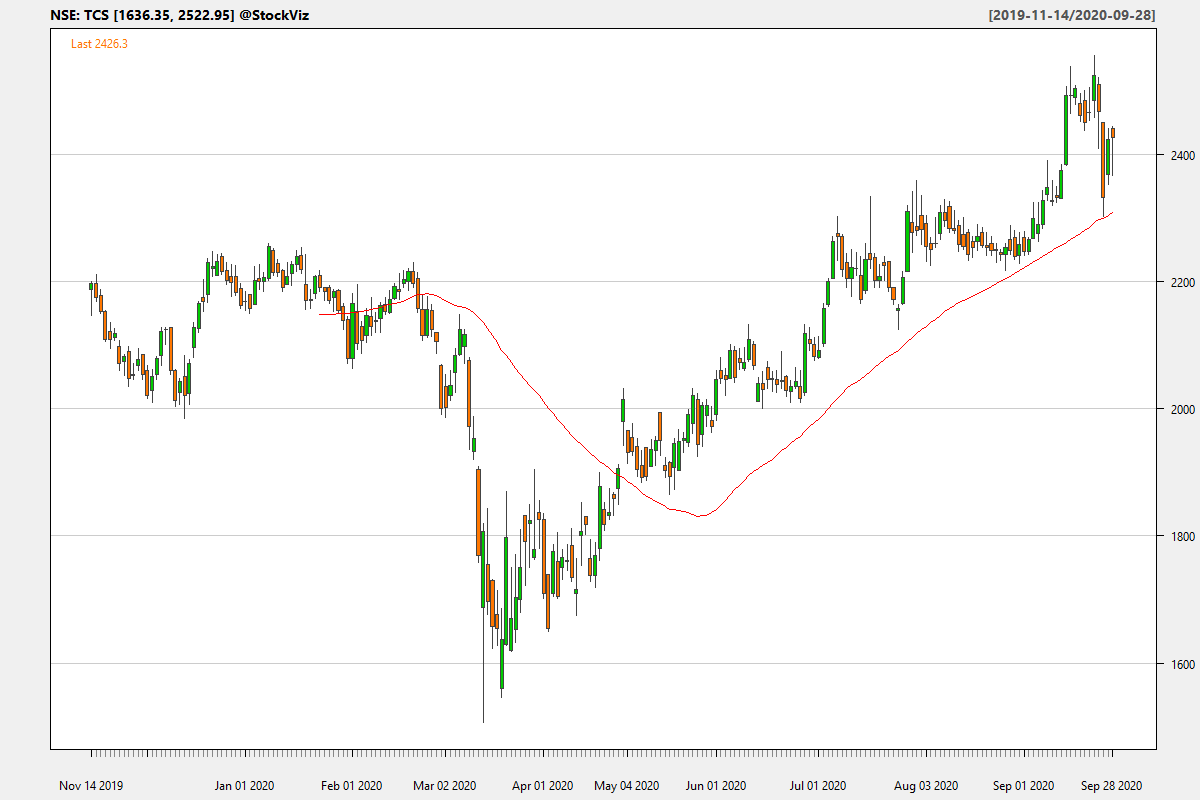 NSE: TCS [1636.35, 2522.95] @StockViz
[2019-11-14/2020-09-28]
Last 2426.3
2400
2200
2000
1800
1600
Nov 14 2019 Jan 01 2020 Feb 01 2020 Mar 02 2020 Apr 01 2020 May 04 2020 Jun 01 2020 Jul 01 2020 Aug 03 2020 Sep 01 2020 Sep 28 2020